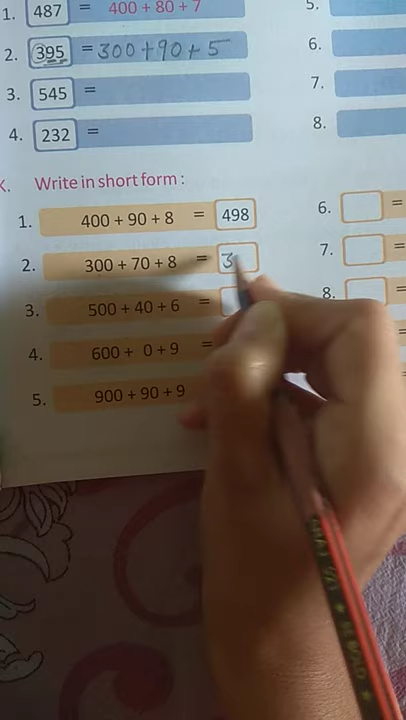 1. 487 = 400 + 80 + 7
2. 395 = 300 + 90 + 5
3. 545 =
4. 232 =
5.
6.
7.
8.
Write in short form :
1. 400 + 90 + 8 = 498
2. 300 + 70 + 8 = 3
3. 500 + 40 + 6 =
4. 600 + 0 + 9 =
5. 900 + 90 + 9
6. =
7. =
8. =